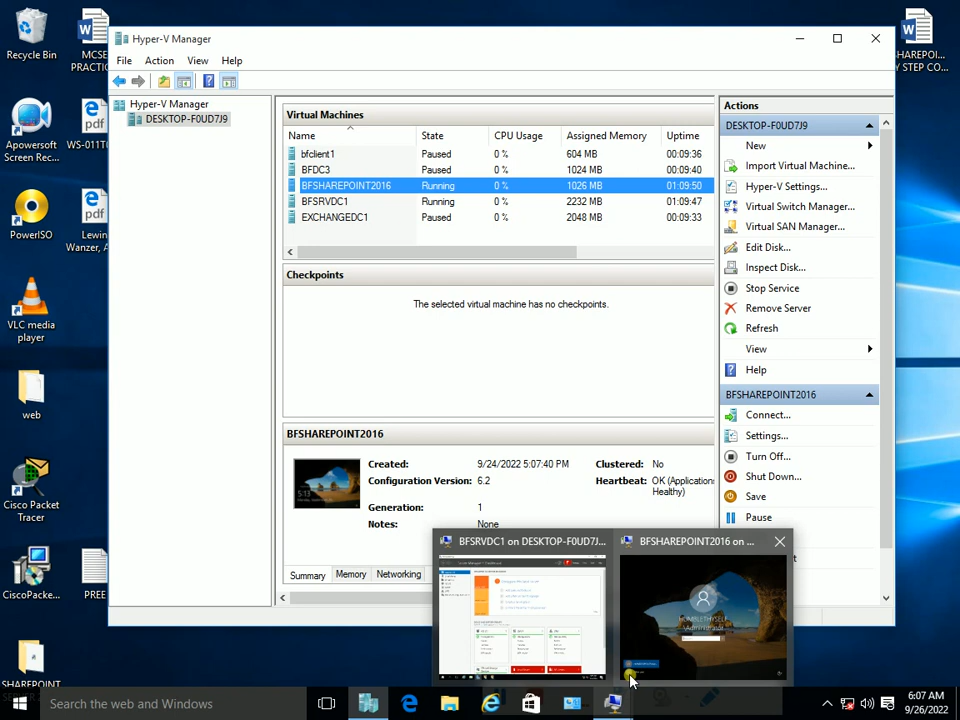 Recycle Bin
MCSE
PRACTIC
Apowersoft
Screen Rec...
WS-011T0
PowerISO
Lewin
Wanzer, A
VLC media
player
web
Cisco Packet
Tracer
CiscoPacke...
PREE
SHAREPOINT
HAREPOI...
Y STEP CO...
Hyper-V Manager
File Action View Help
Hyper-V Manager
DESKTOP-F0UD7J9
Virtual Machines
Name State CPU Usage Assigned Memory Uptime
bfclient1 Paused 0 % 604 MB 00:09:36
BFDC3 Paused 0 % 1024 MB 00:09:40
BFSHAREPOINT2016 Running 0 % 1026 MB 01:09:50
BFSRVDC1 Running 0 % 2232 MB 01:09:47
EXCHANGEDC1 Paused 0 % 2048 MB 00:09:33
Checkpoints
The selected virtual machine has no checkpoints.
BFSHAREPOINT2016
5:13
Created: 9/24/2022 5:07:40 PM Clustered: No
Configuration Version: 6.2 Heartbeat: OK (Applications
Healthy)
Generation: 1
Notes: None
Summary Memory Networking
Actions
DESKTOP-F0UD7J9
New
Import Virtual Machine...
Hyper-V Settings...
Virtual Switch Manager...
Virtual SAN Manager...
Edit Disk...
Inspect Disk...
Stop Service
Remove Server
Refresh
View
Help
BFSHAREPOINT2016
Connect...
Settings...
Turn Off...
Shut Down...
Save
Pause
BFSRVDC1 on DESKTOP-F0UD7J...
BFSHAREPOINT2016 on ...
HUMBLETHYSELF
\Administrator
Search the web and Windows
6:07 AM
9/26/2022